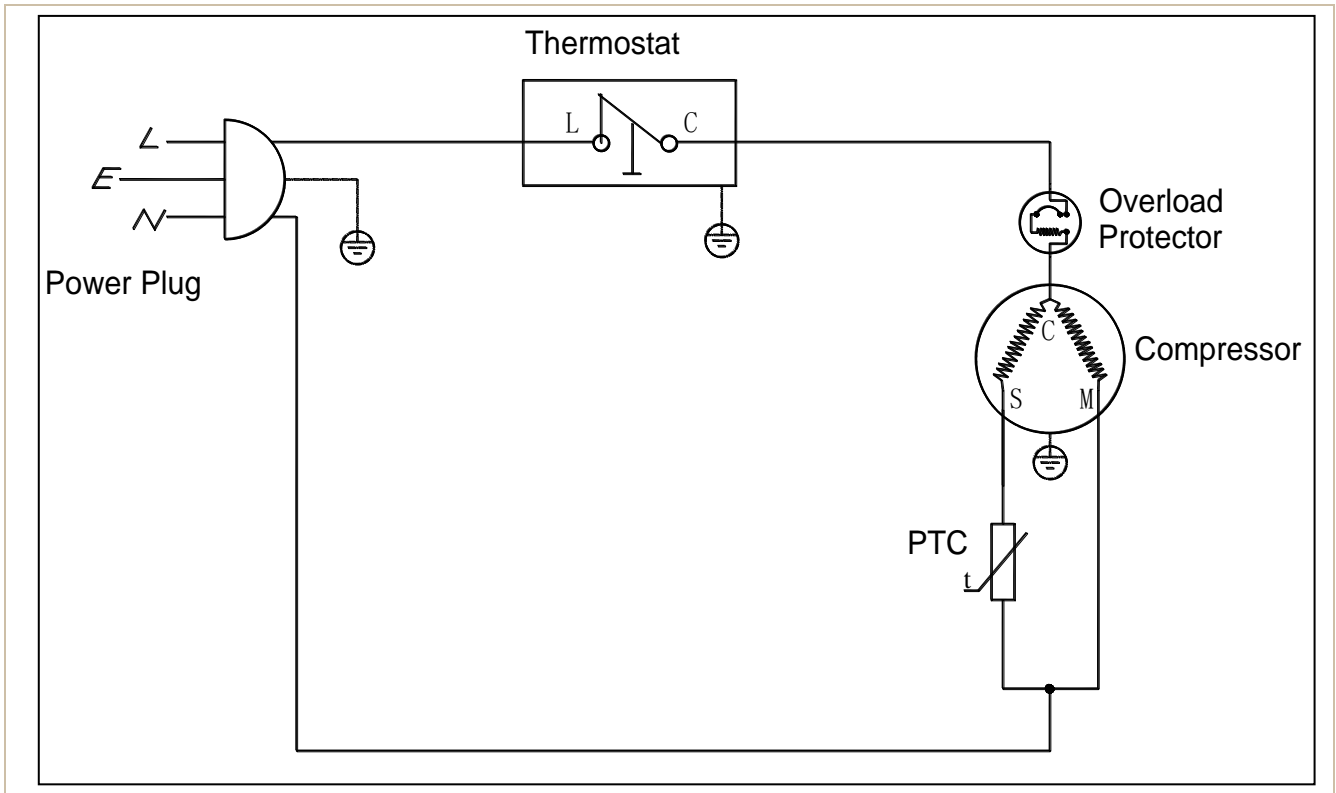 Thermostat
L
E
N
Power Plug
L
C
Overload
Protector
C
Compressor
S
M
PTC
t